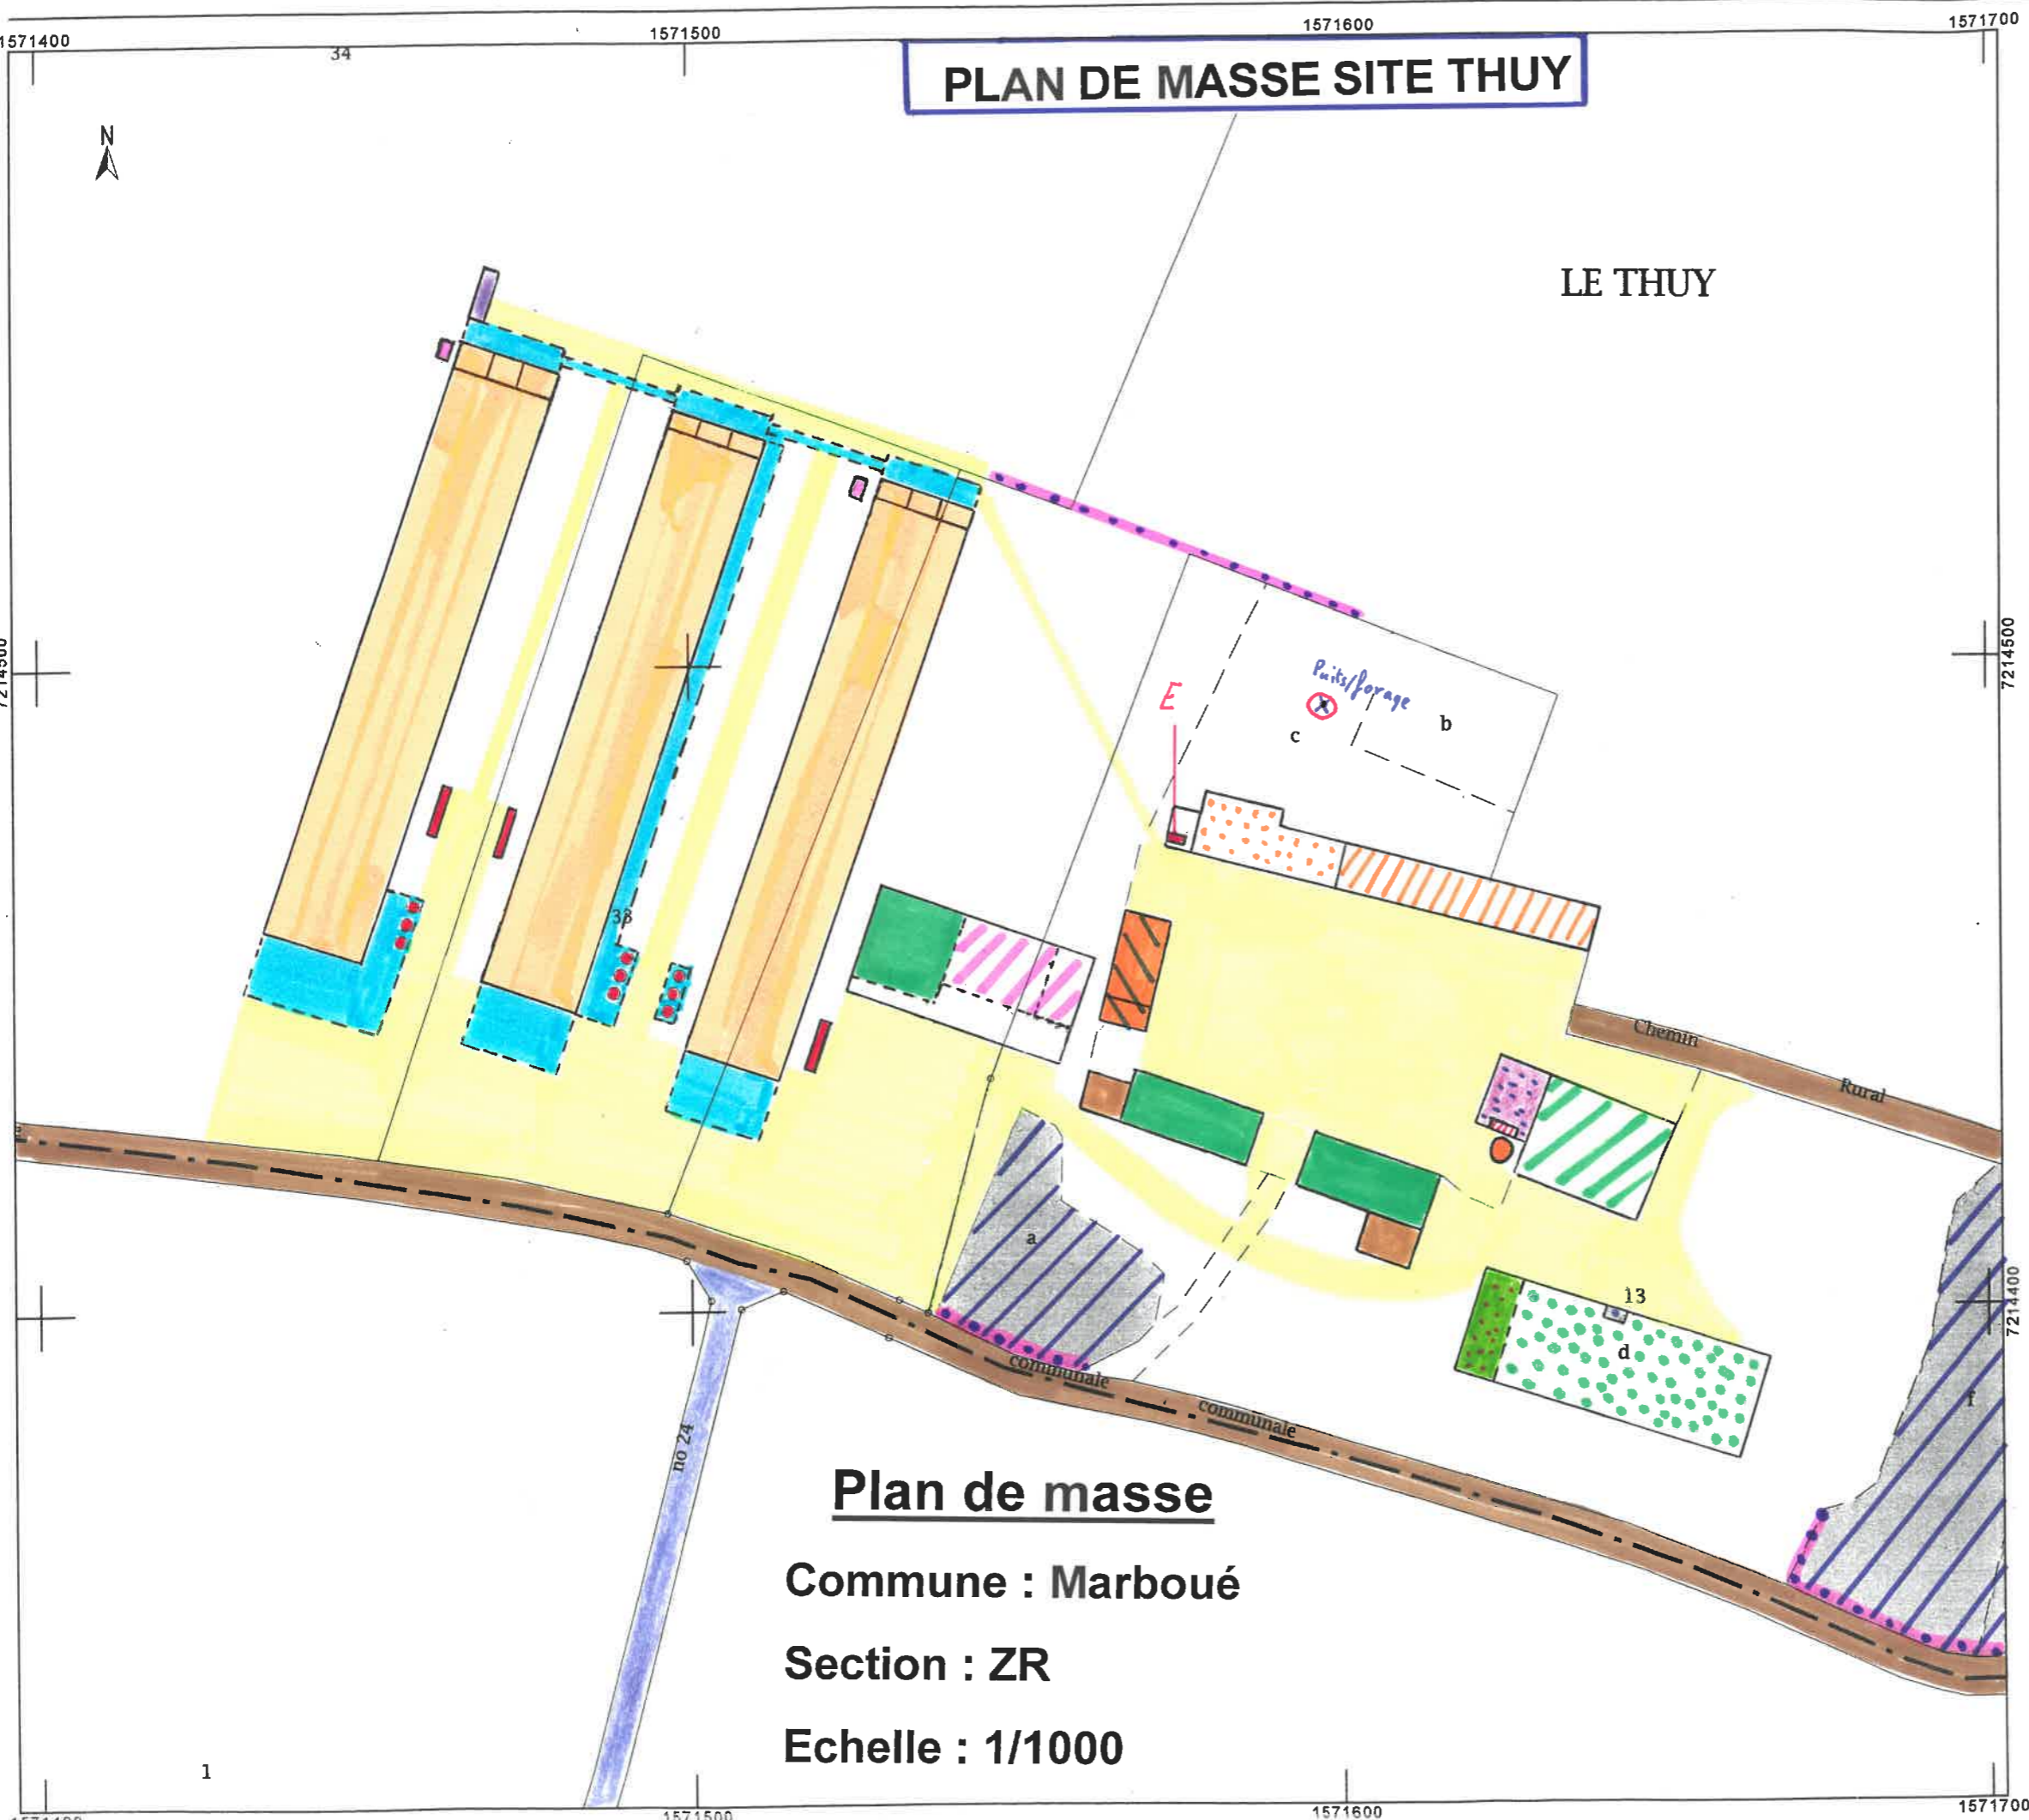 1571400
1571500
1571600
1571700
34
PLAN DE MASSE SITE THUY
N
LE THUY
7214500
Puits/forage
E
b
c
33
Chemin
Rural
a
13
d
7214400
f
communale
communale
no 24
Plan de masse
Commune : Marboué
Section : ZR
Echelle : 1/1000
1
1571500
1571600
1571700